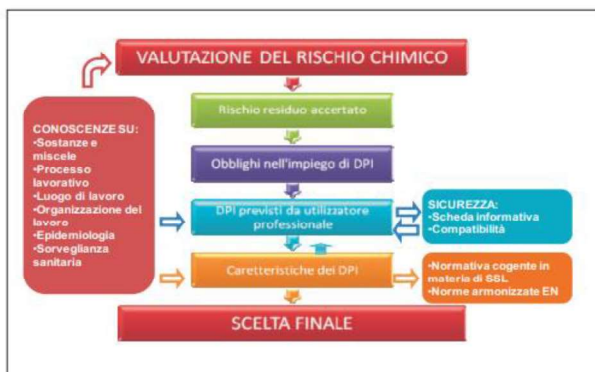 VALUTAZIONE DEL RISCHIO CHIMICO
Rischio residuo accertato
CONOSCENZE SU:
•Sostanze e
miscele
•Processo
lavorativo
•Luogo di lavoro
•Organizzazione del
lavoro
•Epidemiologia
•Sorveglianza
sanitaria
Obblighi nell'impiego di DPI
DPI previsti da utilizzatore
professionale
SICUREZZA:
•Scheda informativa
•Compatibilità
Caretteristiche dei DPI
•Normativa cogente in
materia di SSL
•Norme armonizzate EN
SCELTA FINALE